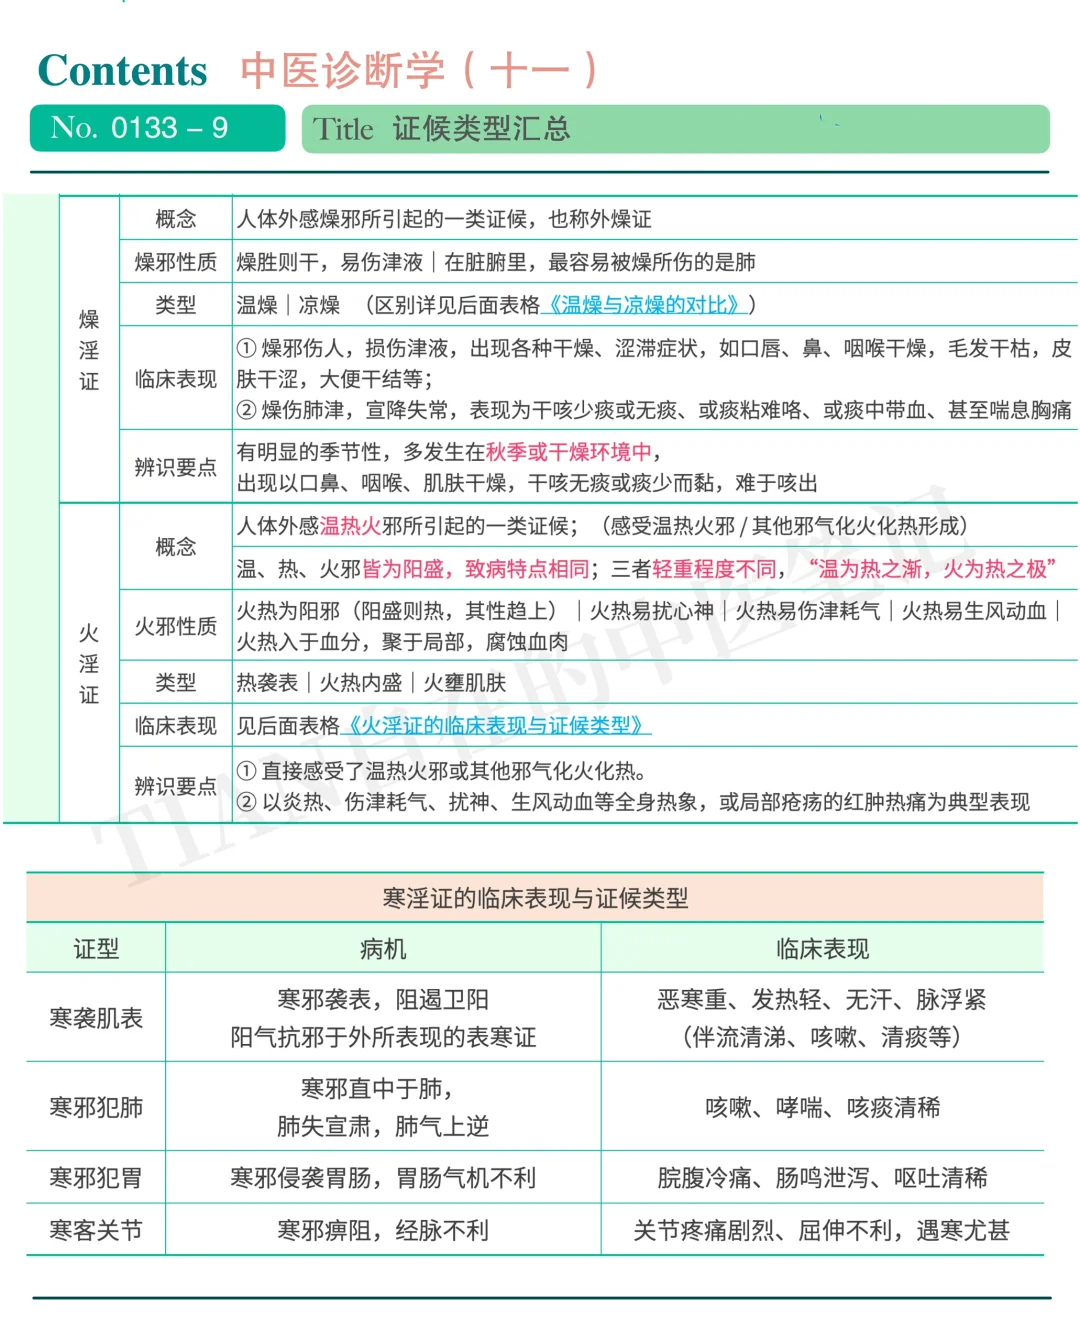 Contents 中医诊断学（十一）
No. 0133 – 9 Title 证候类型汇总
燥淫证
概念 人体外感燥邪所引起的一类证候，也称外燥证
燥邪性质 燥胜则干，易伤津液｜在脏腑里，最容易被燥所伤的是肺
类型 温燥｜凉燥 （区别详见后面表格《温燥与凉燥的对比》）
临床表现 ① 燥邪伤人，损伤津液，出现各种干燥、涩滞症状，如口唇、鼻、咽喉干燥，毛发干枯，皮
肤干涩，大便干结等；
② 燥伤肺津，宣降失常，表现为干咳少痰或无痰、或痰粘难咯、或痰中带血、甚至喘息胸痛
辨识要点 有明显的季节性，多发生在秋季或干燥环境中，
出现以口鼻、咽喉、肌肤干燥，干咳无痰或痰少而黏，难于咳出
火淫证
概念 人体外感温热火邪所引起的一类证候；（感受温热火邪 / 其他邪气化火化热形成）
温、热、火邪皆为阳盛，致病特点相同；三者轻重程度不同，“温为热之渐，火为热之极”
火邪性质 火热为阳邪（阳盛则热，其性趋上）｜火热易扰心神｜火热易伤津耗气｜火热易生风动血｜
火热入于血分，聚于局部，腐蚀血肉
类型 热袭表｜火热内盛｜火壅肌肤
临床表现 见后面表格《火淫证的临床表现与证候类型》
辨识要点 ① 直接感受了温热火邪或其他邪气化火化热。
② 以炎热、伤津耗气、扰神、生风动血等全身热象，或局部疮疡的红肿热痛为典型表现
TIAN自在的中医笔记
寒淫证的临床表现与证候类型
证型 病机 临床表现
寒袭肌表 寒邪袭表，阻遏卫阳 恶寒重、发热轻、无汗、脉浮紧
阳气抗邪于外所表现的表寒证 （伴流清涕、咳嗽、清痰等）
寒邪犯肺 寒邪直中于肺， 咳嗽、哮喘、咳痰清稀
肺失宣肃，肺气上逆
寒邪犯胃 寒邪侵袭胃肠，胃肠气机不利 脘腹冷痛、肠鸣泄泻、呕吐清稀
寒客关节 寒邪痹阻，经脉不利 关节疼痛剧烈、屈伸不利，遇寒尤甚